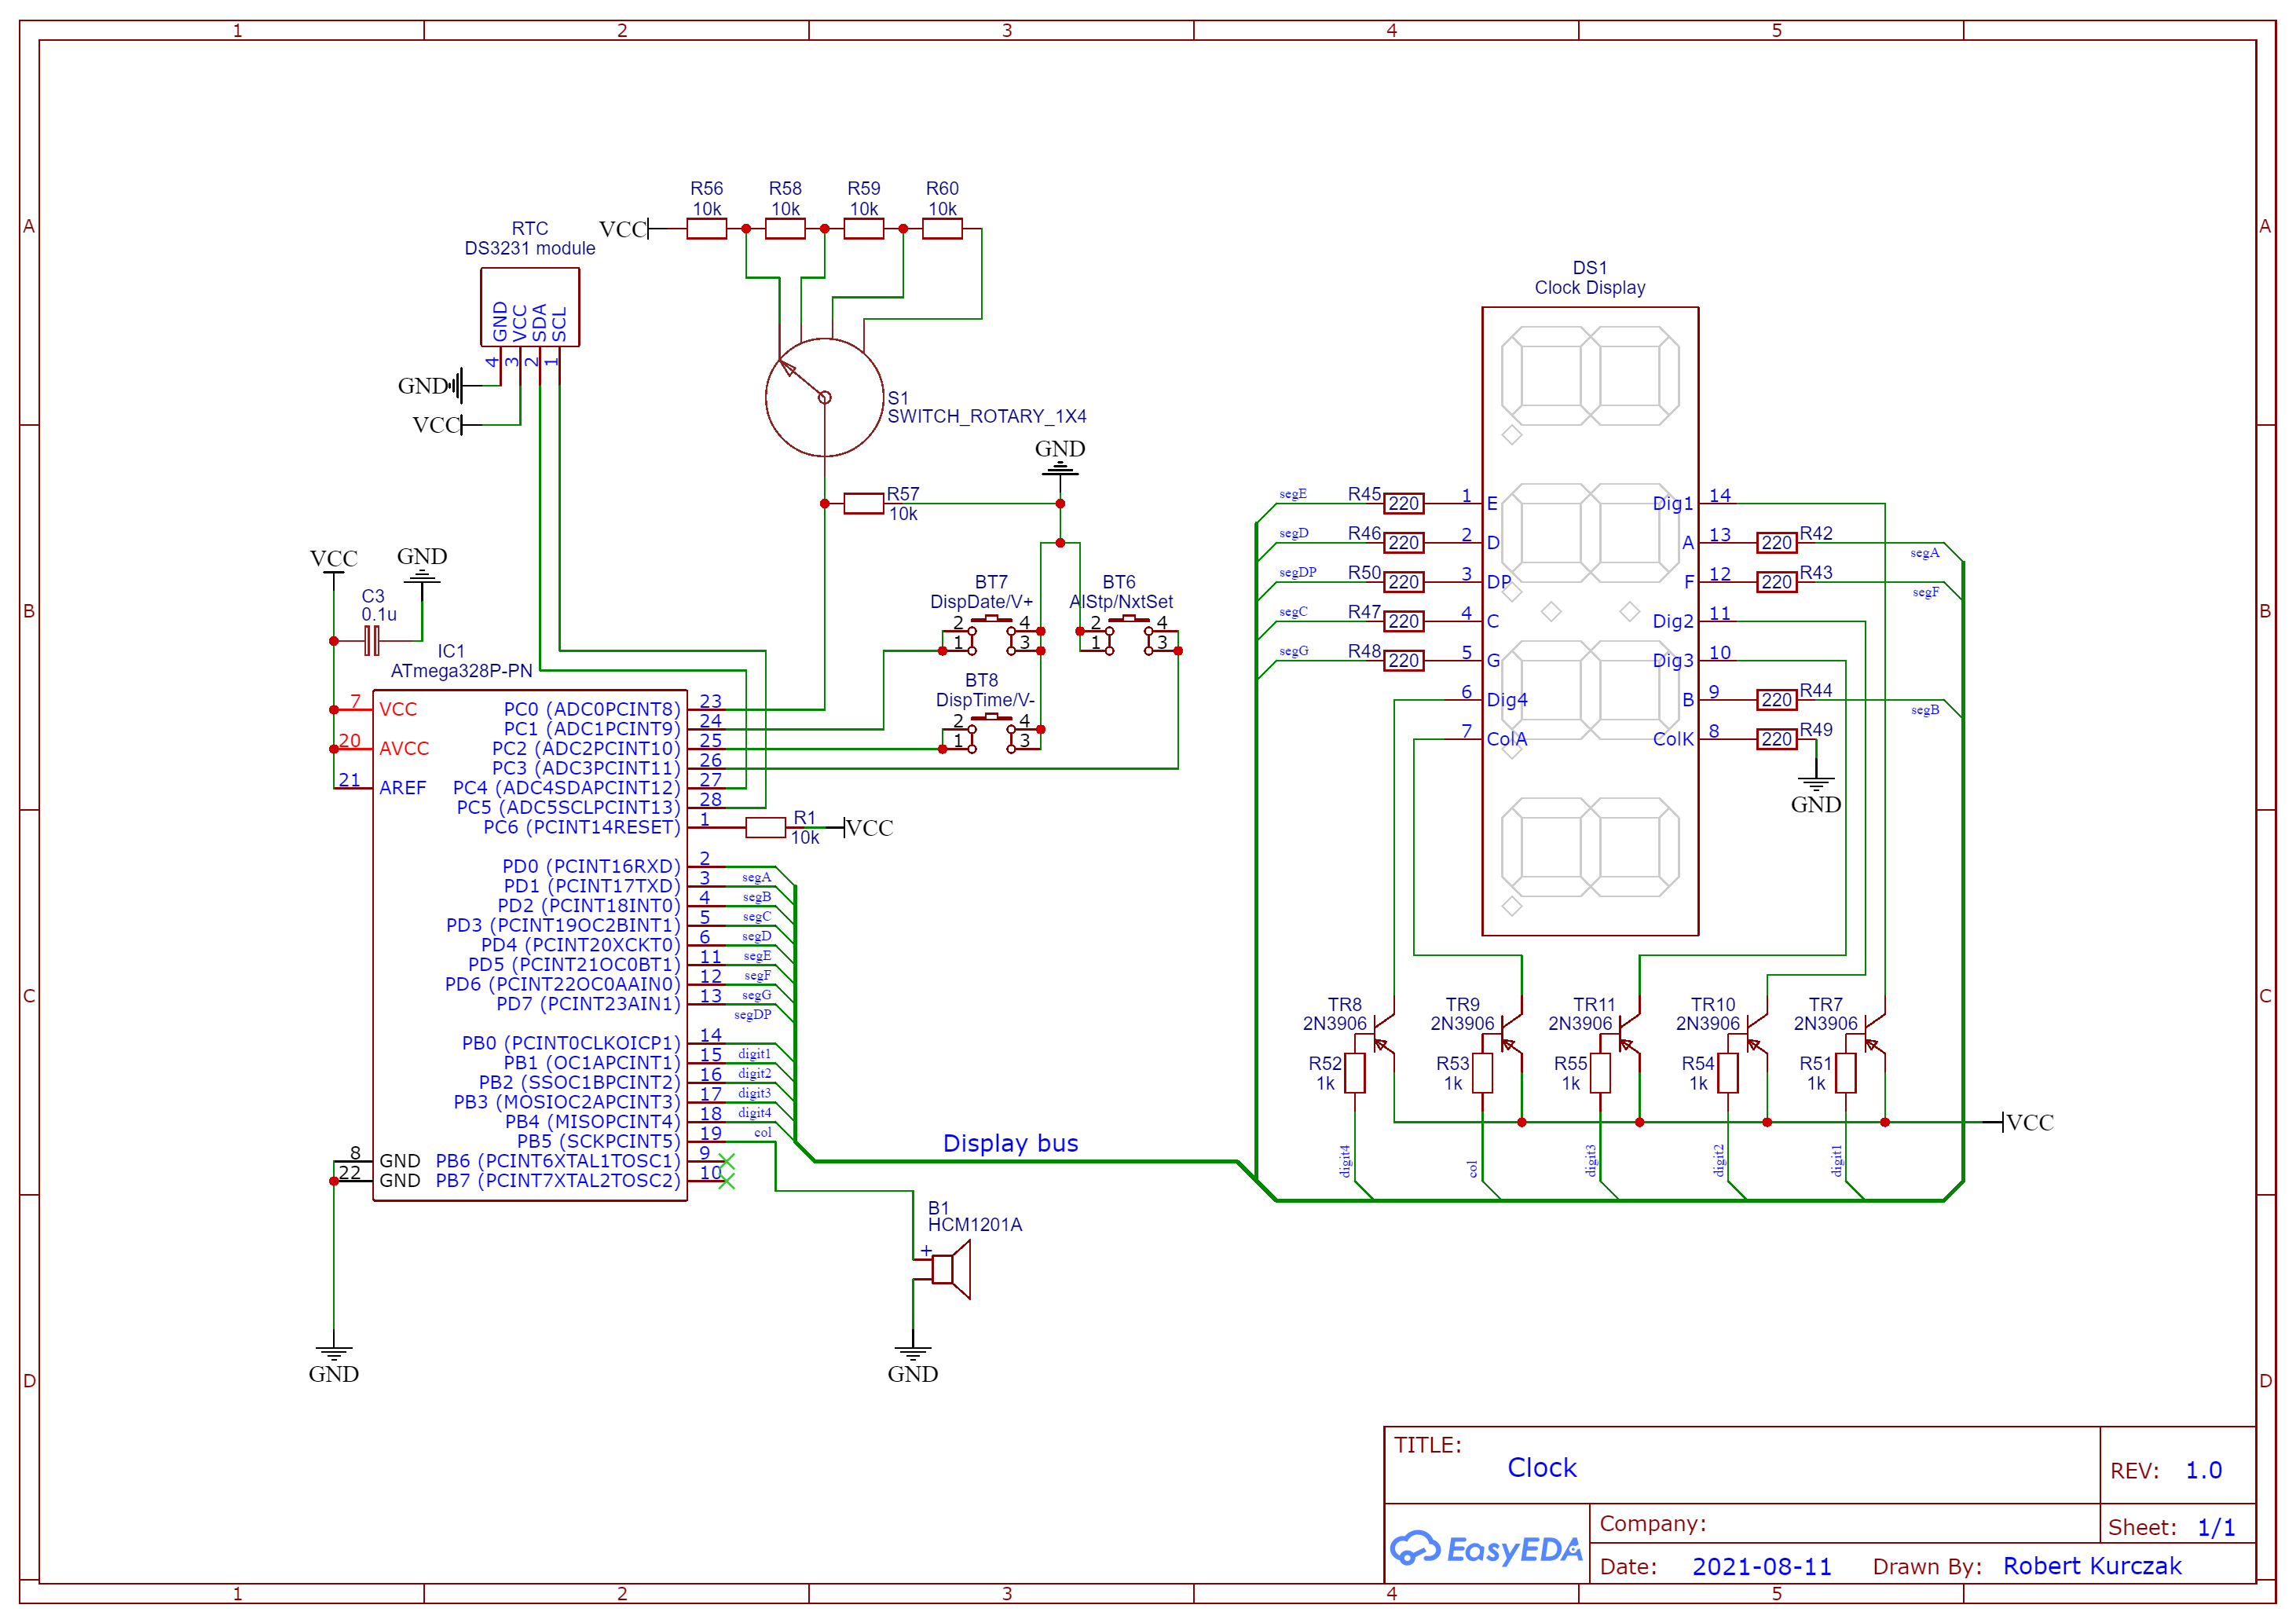 1 2 3 4 5
A A
B B
C C
D D
1 2 3 4 5
R56
10k
R58
10k
R59
10k
R60
10k
VCC
RTC
DS3231 module
GND
VCC
SDA
SCL
4 3 2 1
GND
VCC
S1
SWITCH_ROTARY_1X4
GND
R57
10k
VCC
GND
C3
0.1u
BT7
DispDate/V+
2 4
1 3
BT6
AlStp/NxtSet
2 4
1 3
BT8
DispTime/V-
2 4
1 3
IC1
ATmega328P-PN
7 VCC
20 AVCC
21 AREF
8 GND
22 GND
PC0 (ADC0PCINT8) 23
PC1 (ADC1PCINT9) 24
PC2 (ADC2PCINT10) 25
PC3 (ADC3PCINT11) 26
PC4 (ADC4SDAPCINT12) 27
PC5 (ADC5SCLPCINT13) 28
PC6 (PCINT14RESET) 1
R1
10k
VCC
PD0 (PCINT16RXD) 2
segA
PD1 (PCINT17TXD) 3
segB
PD2 (PCINT18INT0) 4
segC
PD3 (PCINT19OC2BINT1) 5
segD
PD4 (PCINT20XCKT0) 6
segE
PD5 (PCINT21OC0BT1) 11
segF
PD6 (PCINT22OC0AAIN0) 12
segG
PD7 (PCINT23AIN1) 13
segDP
PB0 (PCINT0CLKOICP1) 14
digit1
PB1 (OC1APCINT1) 15
digit2
PB2 (SSOC1BPCINT2) 16
digit3
PB3 (MOSIOC2APCINT3) 17
digit4
PB4 (MISOPCINT4) 18
col
PB5 (SCKPCINT5) 19
PB6 (PCINT6XTAL1TOSC1) 9
PB7 (PCINT7XTAL2TOSC2) 10
GND
Display bus
B1
HCM1201A
+
GND
DS1
Clock Display
segE R45 220 1 E
segD R46 220 2 D
segDP R50 220 3 DP
segC R47 220 4 C
segG R48 220 5 G
6 Dig4
7 ColA
Dig1 14
A 13 220 R42 segA
F 12 220 R43 segF
Dig2 11
Dig3 10
B 9 220 R44 segB
ColK 8 220 R49
GND
TR8
2N3906
R52
1k
digit4
TR9
2N3906
R53
1k
col
TR11
2N3906
R55
1k
digit3
TR10
2N3906
R54
1k
digit2
TR7
2N3906
R51
1k
digit1
VCC
TITLE:
Clock
REV: 1.0
EasyEDA
Company:
Sheet: 1/1
Date: 2021-08-11 Drawn By: Robert Kurczak